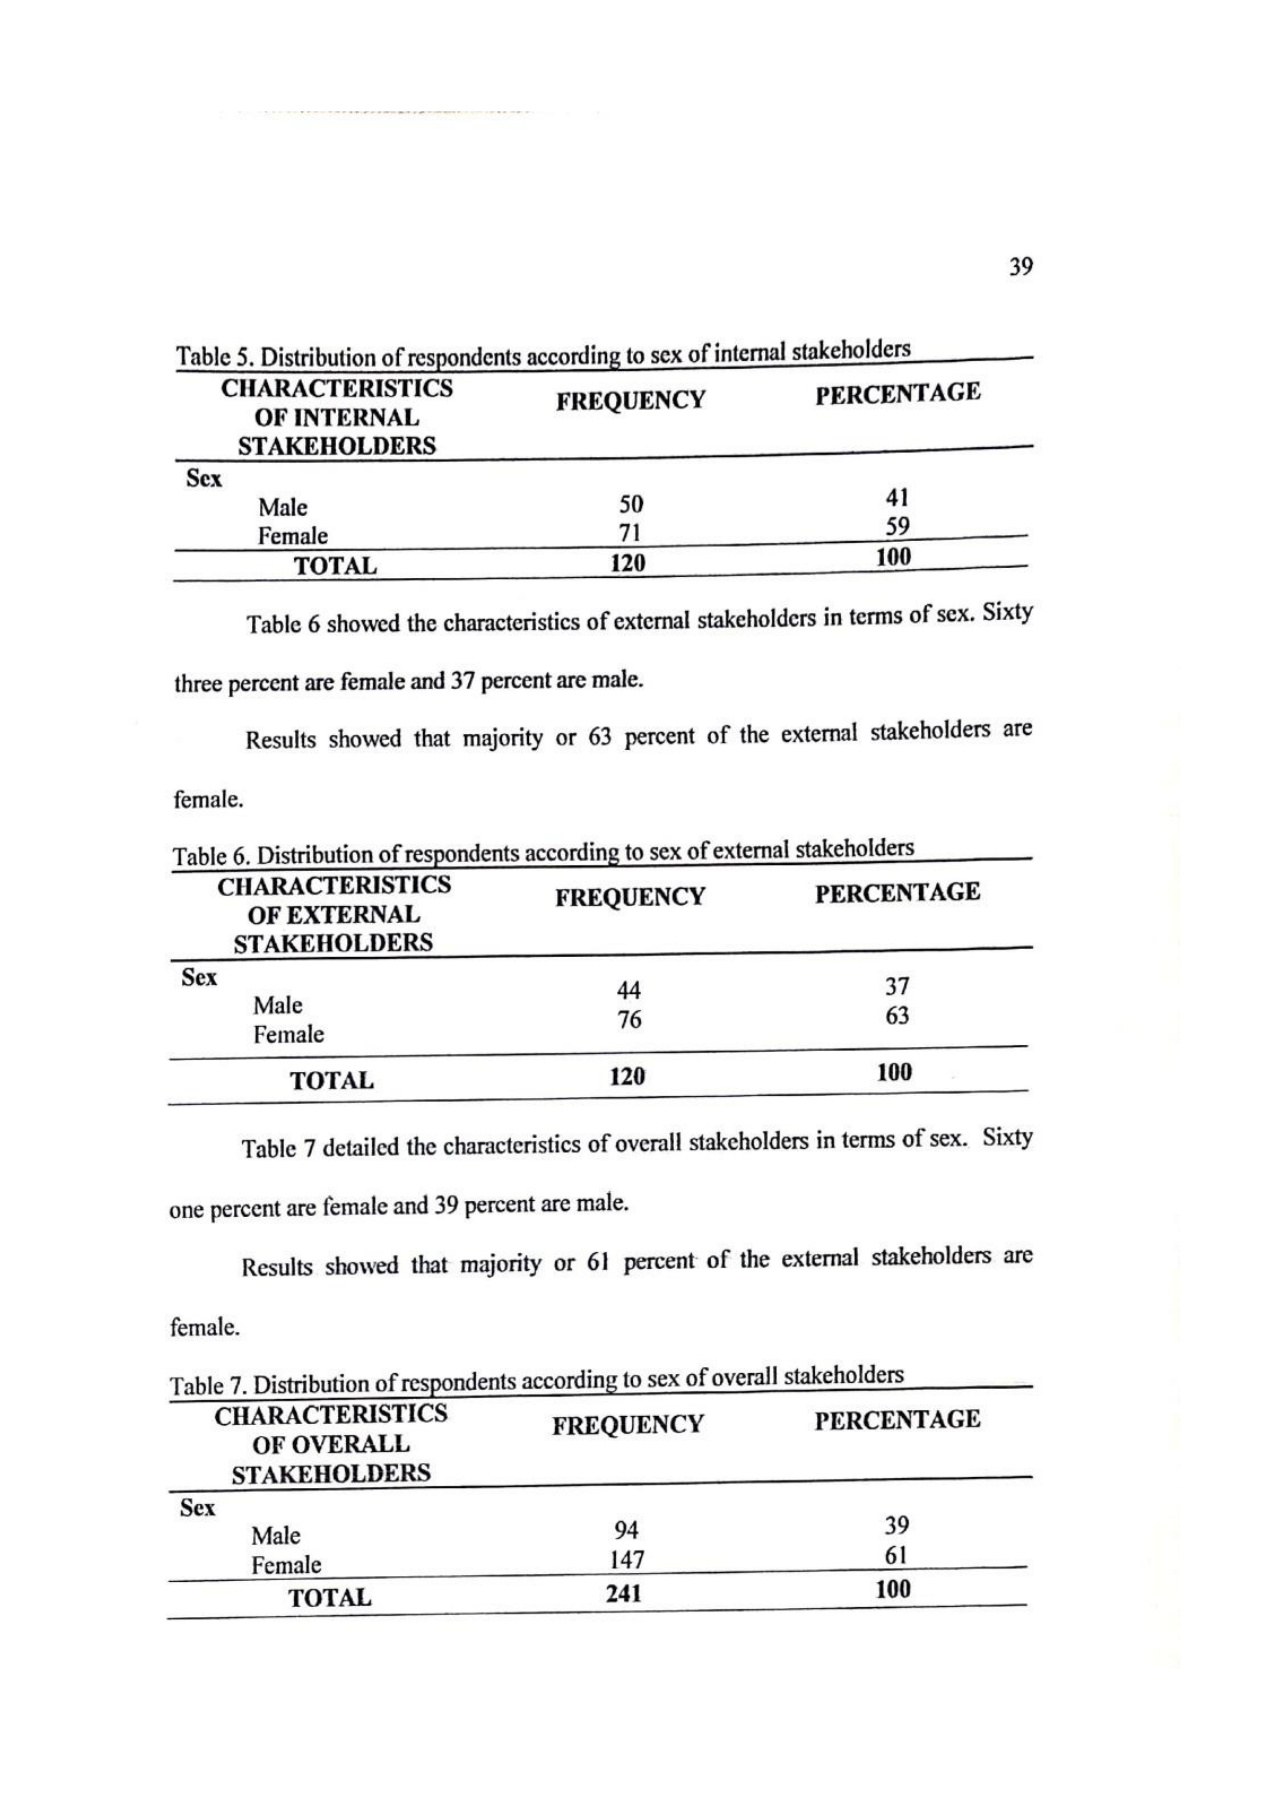 39
Table 5. Distribution of respondents according to sex of internal stakeholders
CHARACTERISTICS OF INTERNAL STAKEHOLDERS FREQUENCY PERCENTAGE
Sex
Male 50 41
Female 71 59
TOTAL 120 100
Table 6 showed the characteristics of external stakeholders in terms of sex. Sixty
three percent are female and 37 percent are male.
Results showed that majority or 63 percent of the external stakeholders are
female.
Table 6. Distribution of respondents according to sex of external stakeholders
CHARACTERISTICS OF EXTERNAL STAKEHOLDERS FREQUENCY PERCENTAGE
Sex
Male 44 37
Female 76 63
TOTAL 120 100
Table 7 detailed the characteristics of overall stakeholders in terms of sex. Sixty
one percent are female and 39 percent are male.
Results showed that majority or 61 percent of the external stakeholders are
female.
Table 7. Distribution of respondents according to sex of overall stakeholders
CHARACTERISTICS OF OVERALL STAKEHOLDERS FREQUENCY PERCENTAGE
Sex
Male 94 39
Female 147 61
TOTAL 241 100